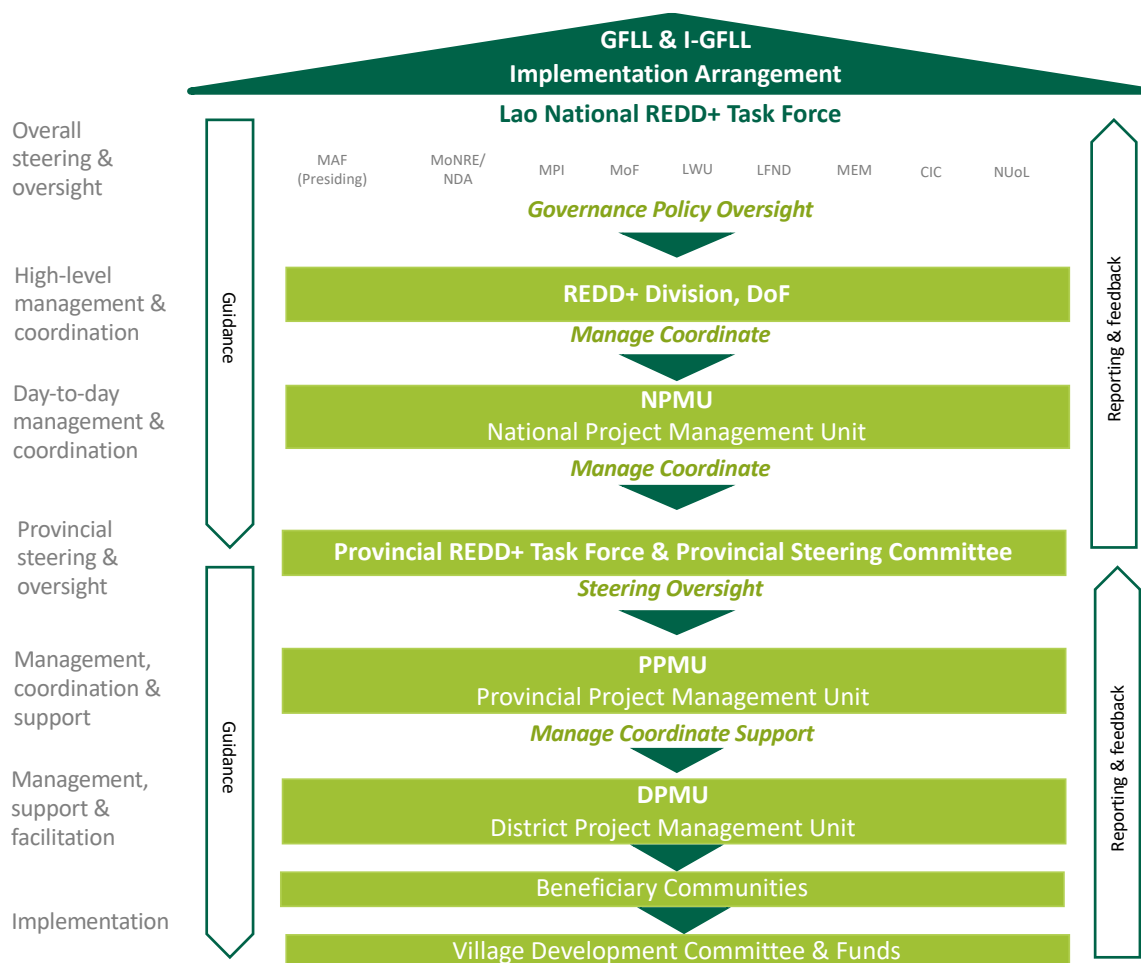 GFLL & I-GFLL
Implementation Arrangement
Lao National REDD+ Task Force
Overall
steering &
oversight
MAF
(Presiding)
MoNRE/
NDA
MPI
MoF
LWU
LFND
MEM
CIC
NUoL
Governance Policy Oversight
High-level
management &
coordination
REDD+ Division, DoF
Manage Coordinate
Guidance
Reporting & feedback
Day-to-day
management &
coordination
NPMU
National Project Management Unit
Manage Coordinate
Provincial
steering &
oversight
Provincial REDD+ Task Force & Provincial Steering Committee
Steering Oversight
Management,
coordination &
support
PPMU
Provincial Project Management Unit
Manage Coordinate Support
Guidance
Reporting & feedback
Management,
support &
facilitation
DPMU
District Project Management Unit
Beneficiary Communities
Implementation
Village Development Committee & Funds